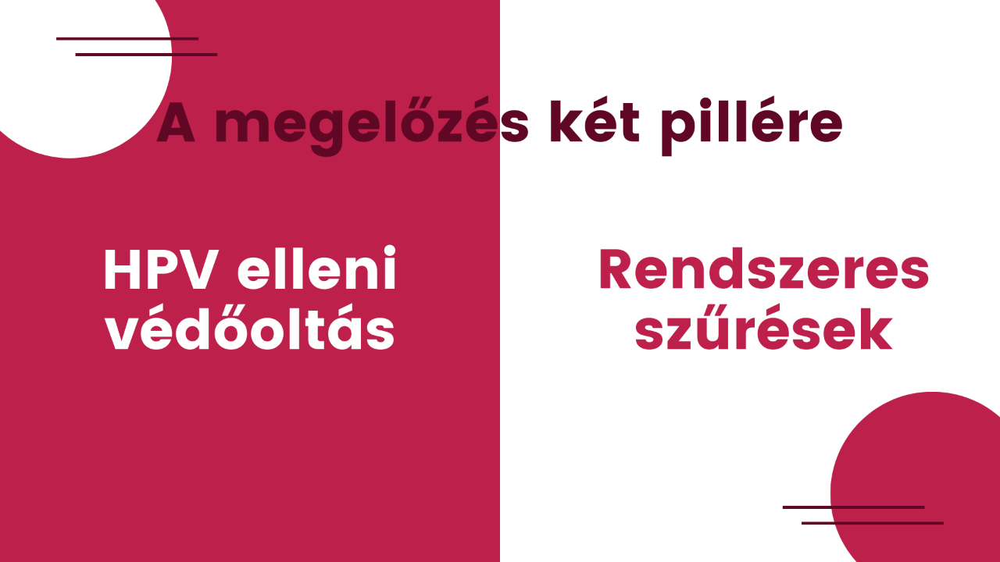 A megelőzés két pillére
HPV elleni
védőoltás
Rendszeres
szűrések